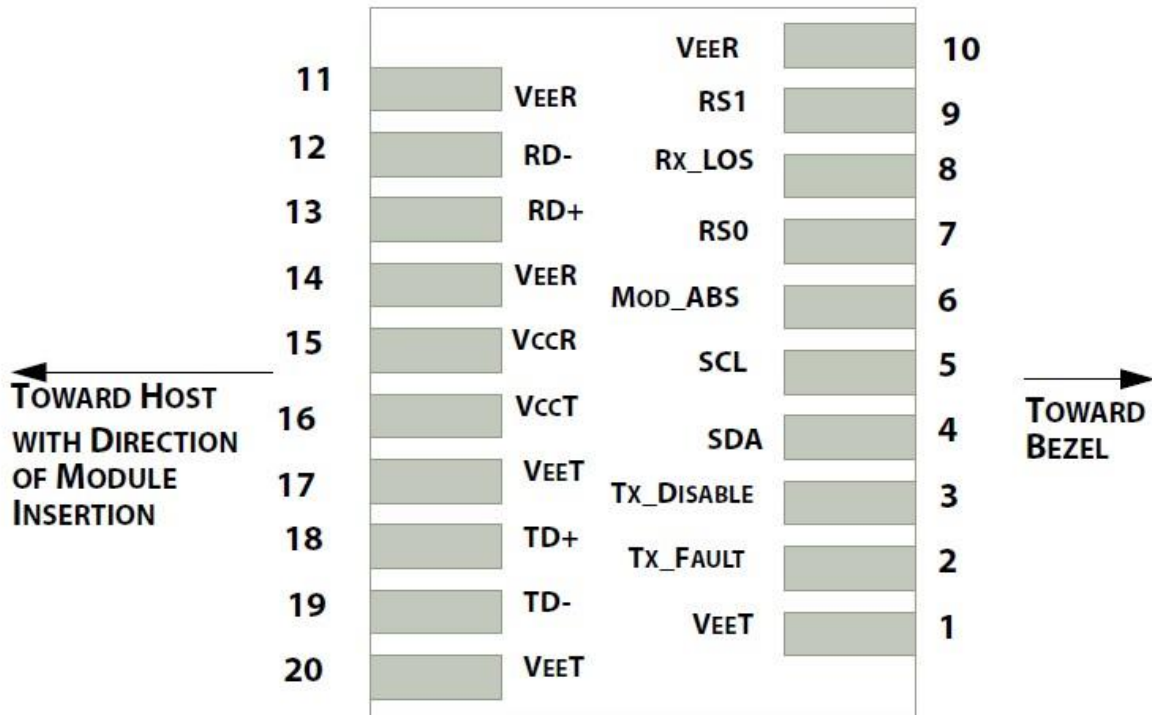 VEER 10
11 VEER
RS1 9
12 RD-
Rx_LOS 8
13 RD+
RS0 7
14 VEER
MOD_ABS 6
15 VCCR
SCL 5
16 VCCT
SDA 4
17 VEET
TX_DISABLE 3
18 TD+
TX_FAULT 2
19 TD-
VEET 1
20 VEET
TOWARD HOST
WITH DIRECTION
OF MODULE
INSERTION
TOWARD
BEZEL